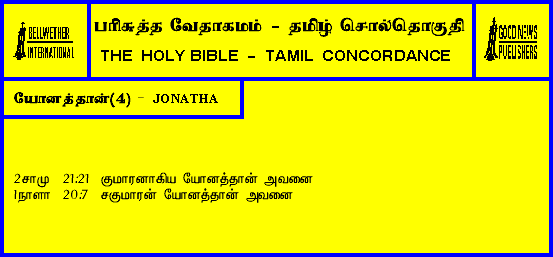 BELLWETHER
INTERNATIONAL
பரிசுத்த வேதாகமம் - தமிழ் சொல்தொகுதி
THE HOLY BIBLE - TAMIL CONCORDANCE
GOOD NEWS
PUBLISHERS
யோனத்தான்(4) - JONATHA
2சாமு 21:21 குமாரனாகிய யோனத்தான் அவனை
1நாளா 20:7 சகுமாரன் யோனத்தான் அவனை